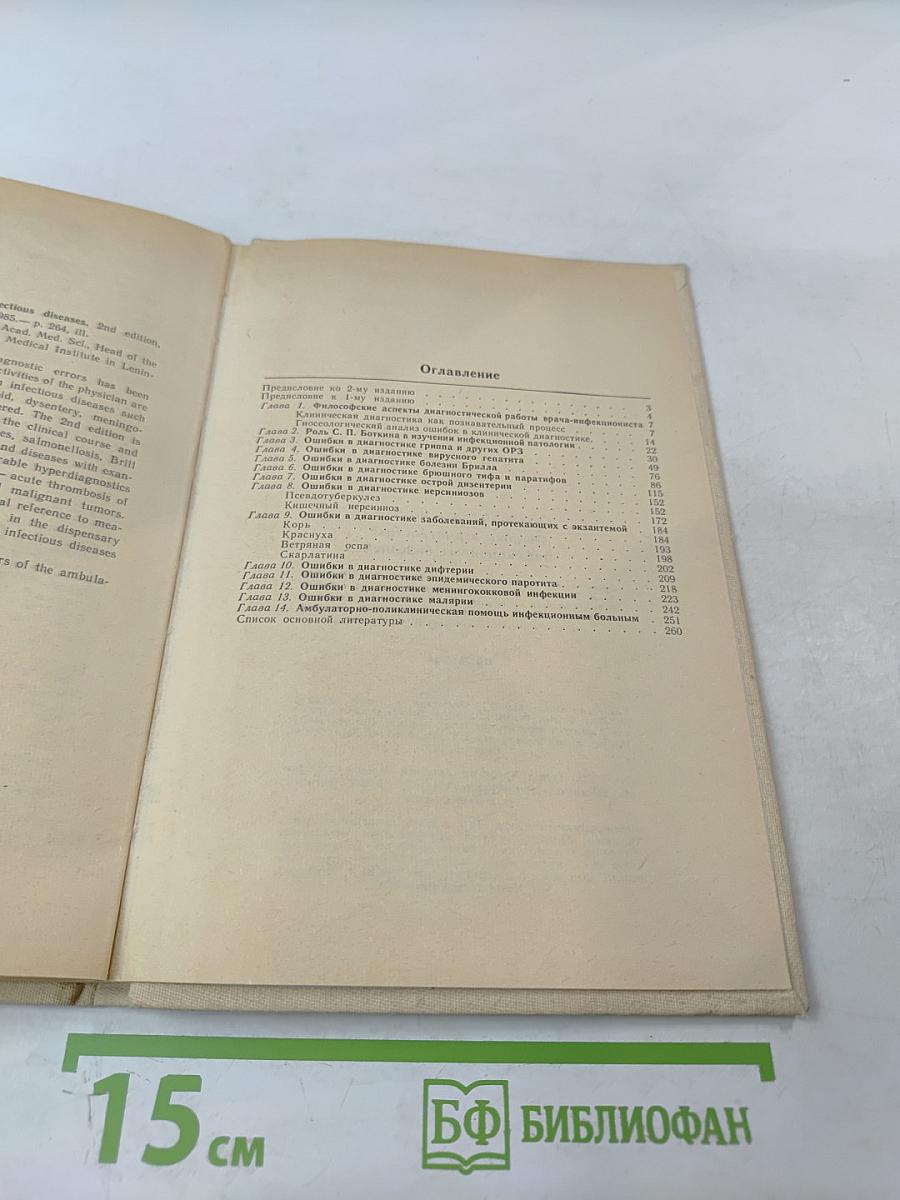 ectious diseases, 2nd edition,
985.— p. 264, ill.
Acad. Med. Sci., Head of the
Medical Institute in Lenin-
gnostic errors has been
ctivities of the physician are
n infectious diseases such
id, dysentery, meningo-
ered. The 2nd edition is
the clinical course and
es, salmonellosis, Brill
nd diseases with exan-
cable hyperdiagnostics
— acute thrombosis of
malignant tumors.
al reference to mea-
in the dispensary
infectious diseases
rs of the ambula-
Оглавление
Предисловие ко 2-му изданию . . . 3
Предисловие к 1-му изданию . . . 4
Глава 1. Философские аспекты диагностической работы врача-инфекциониста 7
Клиническая диагностика как познавательный процесс . . . 7
Гносеологический анализ ошибок в клинической диагностике. . . 14
Глава 2. Роль С. П. Боткина в изучении инфекционной патологии . . . 22
Глава 3. Ошибки в диагностике гриппа и других ОРЗ . . . 30
Глава 4. Ошибки в диагностике вирусного гепатита . . . 49
Глава 5. Ошибки в диагностике болезни Брилла . . . 76
Глава 6. Ошибки в диагностике брюшного тифа и паратифов . . . 86
Глава 7. Ошибки в диагностике острой дизентерии . . . 115
Глава 8. Ошибки в диагностике иерсиниозов . . . 152
Псевдотуберкулез . . . 152
Кишечный иерсиниоз . . . 172
Глава 9. Ошибки в диагностике заболеваний, протекающих с экзантемой . 184
Корь . . . 184
Краснуха . . . 193
Ветряная оспа . . . 198
Скарлатина . . . 202
Глава 10. Ошибки в диагностике дифтерии . . . 209
Глава 11. Ошибки в диагностике эпидемического паротита . . . 218
Глава 12. Ошибки в диагностике менингококковой инфекции . . . 223
Глава 13. Ошибки в диагностике малярии . . . 242
Глава 14. Амбулаторно-поликлиническая помощь инфекционным больным . 251
Список основной литературы . . . 260
15 см
БФ БИБЛИОФАН